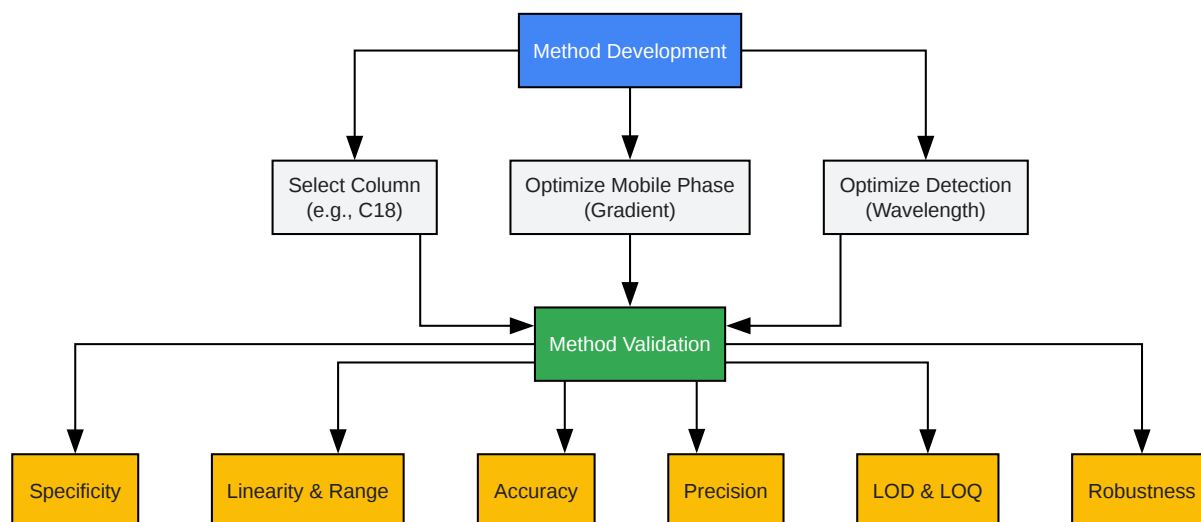 Method Development
Select Column
(e.g., C18)
Optimize Mobile Phase
(Gradient)
Optimize Detection
(Wavelength)
Method Validation
Specificity
Linearity & Range
Accuracy
Precision
LOD & LOQ
Robustness